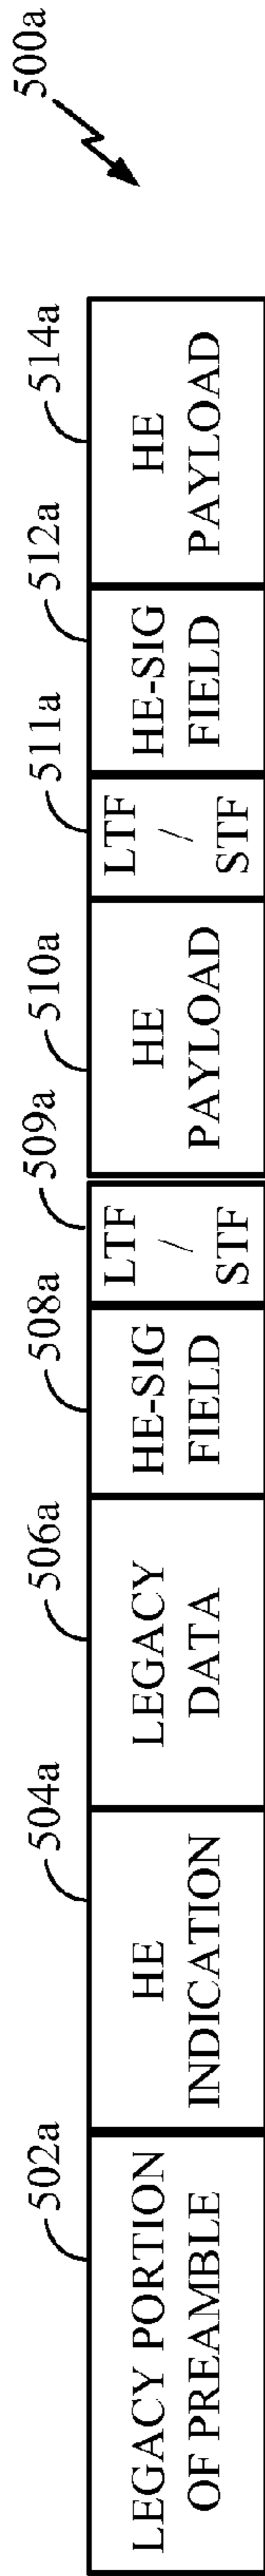 500a
502a
504a
506a
508a
509a
510a
511a
512a
514a
LEGACY PORTION
OF PREAMBLE
HE
INDICATION
LEGACY
DATA
HE-SIG
FIELD
LTF
/
STF
HE
PAYLOAD
LTF
/
STF
HE-SIG
FIELD
HE
PAYLOAD